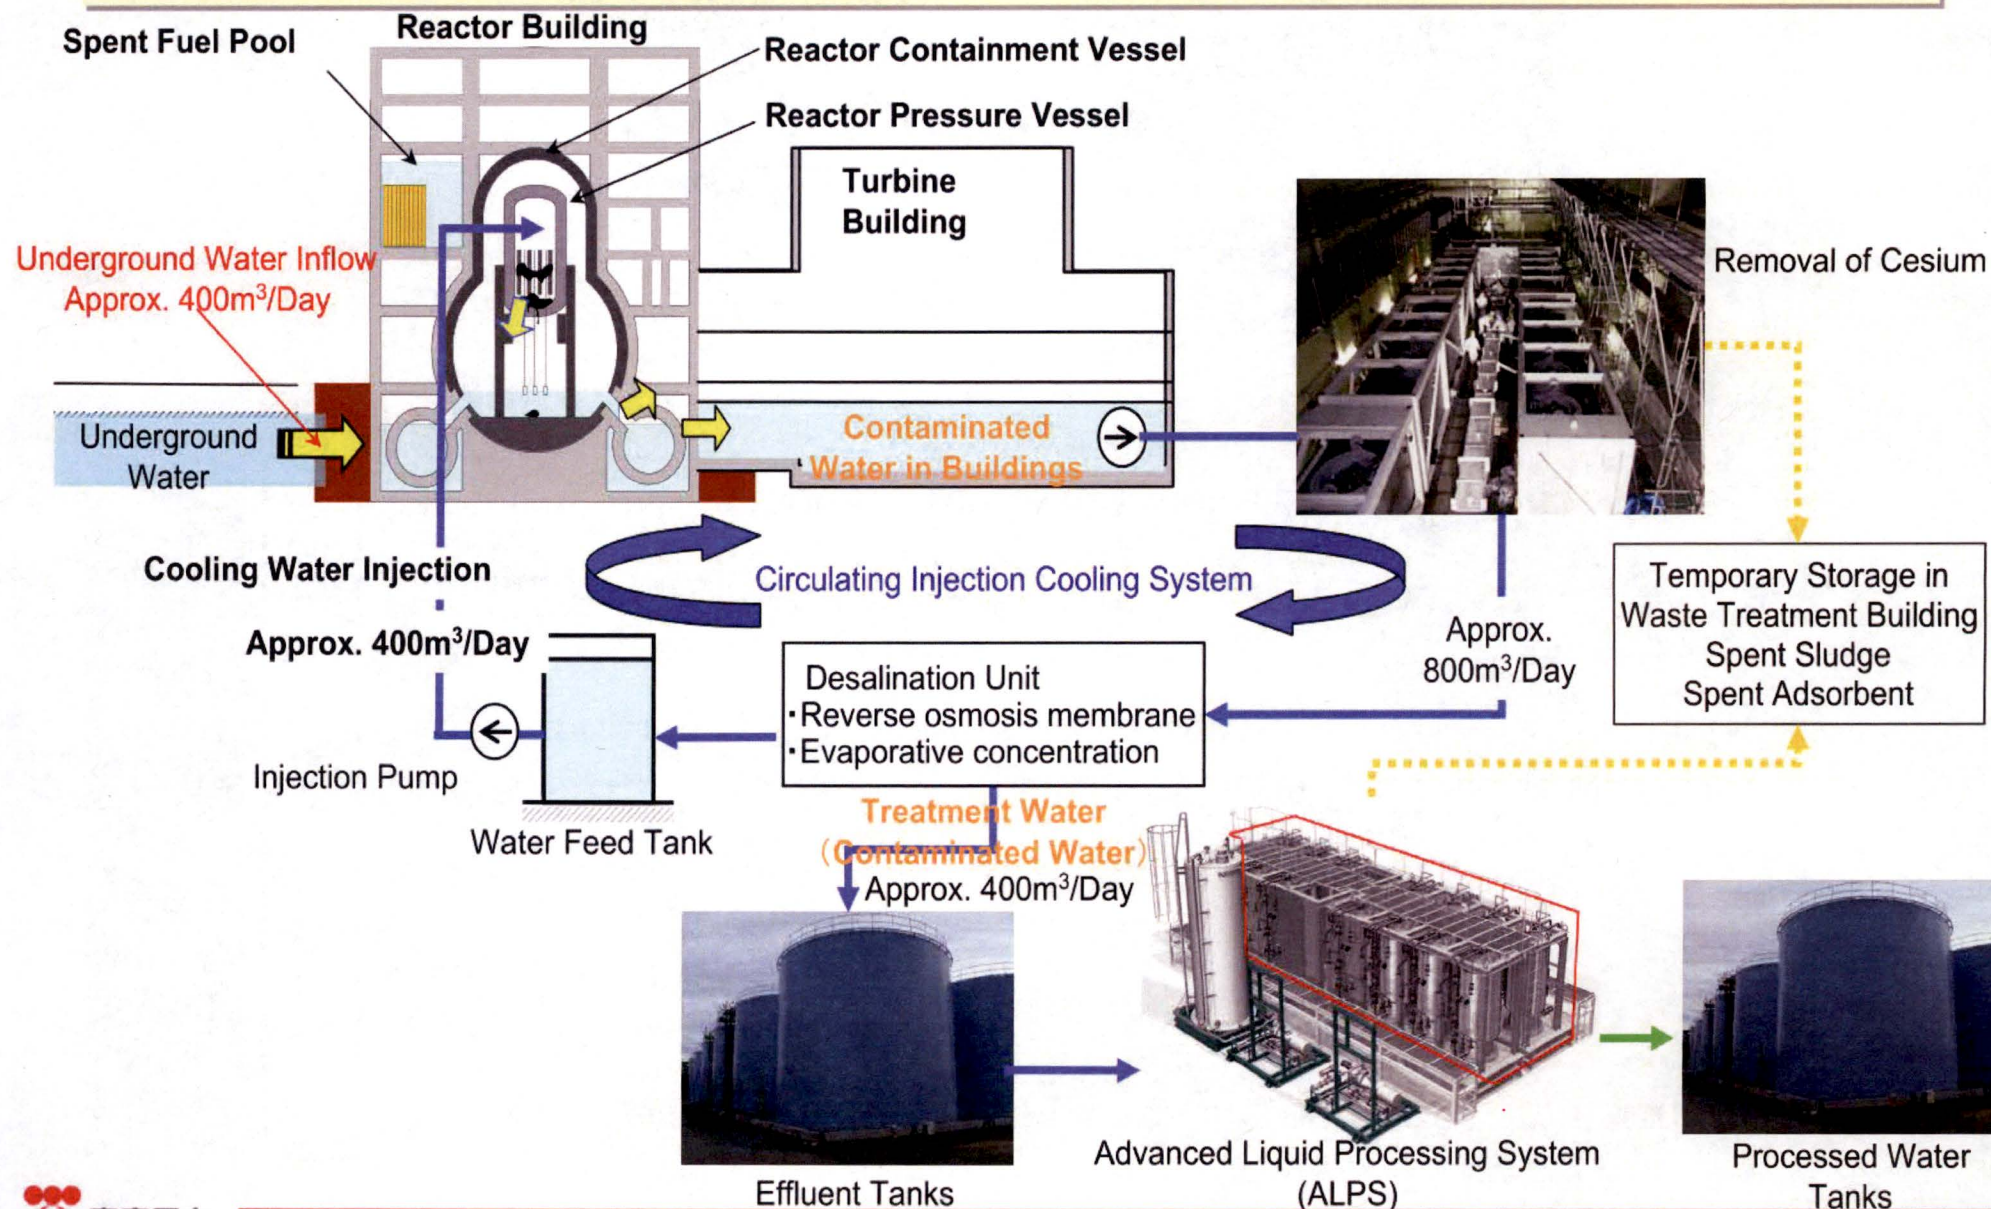 Spent Fuel Pool
Reactor Building
Reactor Containment Vessel
Reactor Pressure Vessel
Turbine
Building
Removal of Cesium
Underground Water Inflow
Approx. 400m³/Day
Underground
Water
Contaminated
Water in Buildings
Cooling Water Injection
Approx. 400m³/Day
Circulating Injection Cooling System
Approx.
800m³/Day
Temporary Storage in
Waste Treatment Building
Spent Sludge
Spent Adsorbent
Desalination Unit
・Reverse osmosis membrane
・Evaporative concentration
Injection Pump
Water Feed Tank
Treatment Water
（Contaminated Water）
Approx. 400m³/Day
Effluent Tanks
Advanced Liquid Processing System
(ALPS)
Processed Water
Tanks